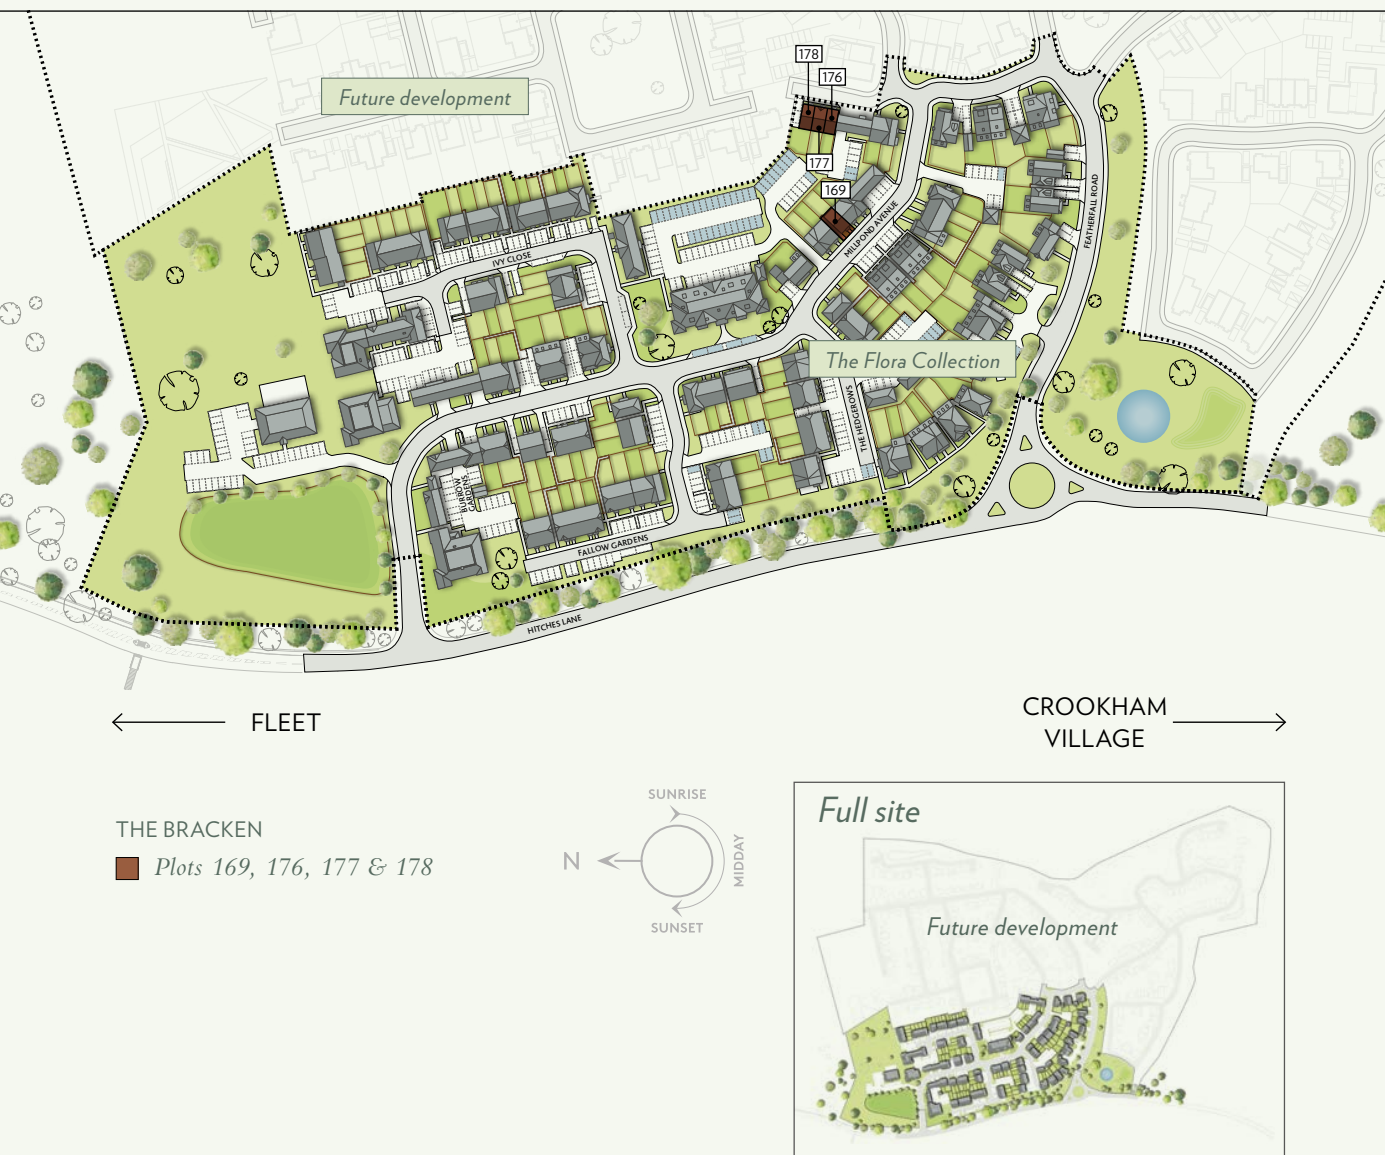 178
176
Future development
177
169
MILLPOND AVENUE
FEATHERFALL ROAD
IVY CLOSE
The Flora Collection
THE HEDGEROWS
BURROW
GARDENS
FALLOW GARDENS
HITCHES LANE
FLEET
CROOKHAM
VILLAGE
THE BRACKEN
Plots 169, 176, 177 & 178
SUNRISE
N
MIDDAY
SUNSET
Full site
Future development